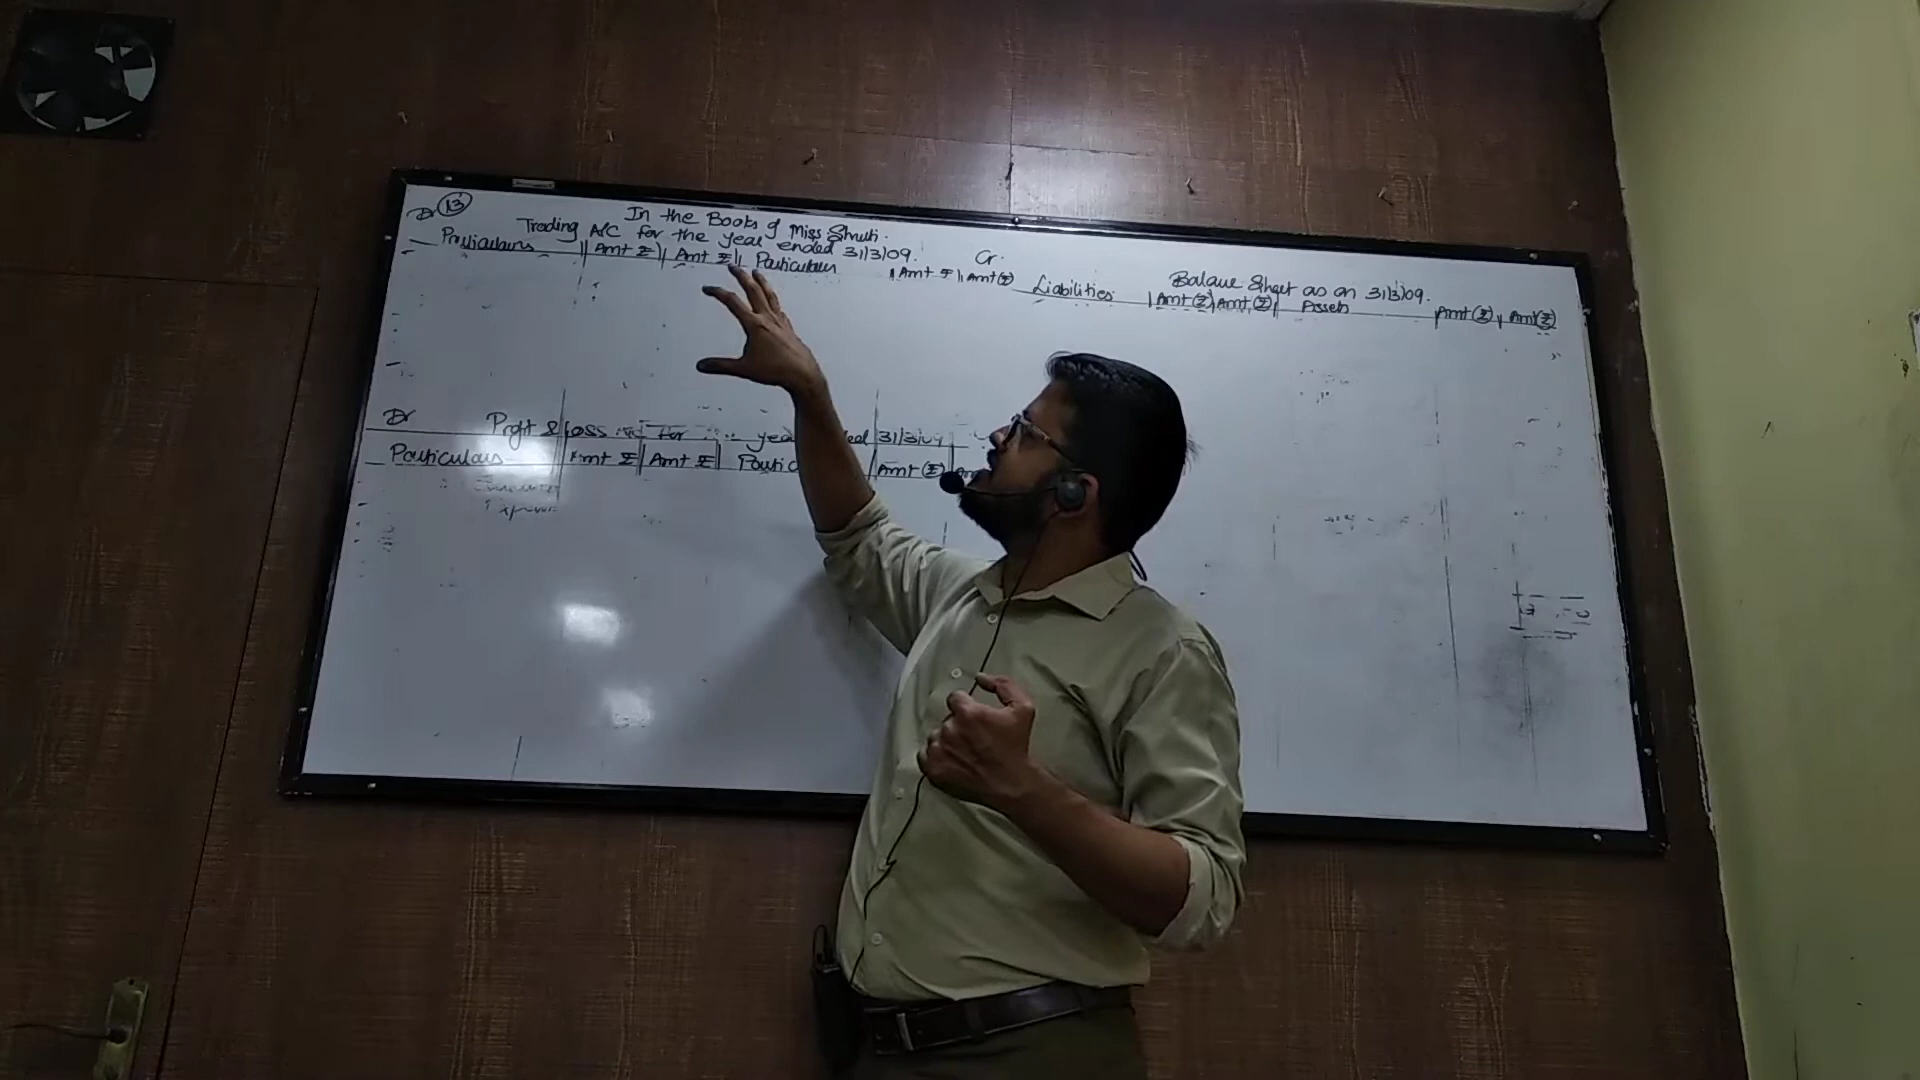 Dr (13) In the Books of Miss Shruti.
Trading A/C for the year ended 31/3/09. Cr.
Particulars Amt ₹ Amt ₹ Particulars Amt ₹ Amt (₹)
Balance Sheet as on 31/3/09.
Liabilities Amt (₹) Amt (₹) Assets Amt (₹) Amt (₹)
Dr Profit & Loss for year 31/3/09
Particulars Amt ₹ Amt ₹ Amt (₹)